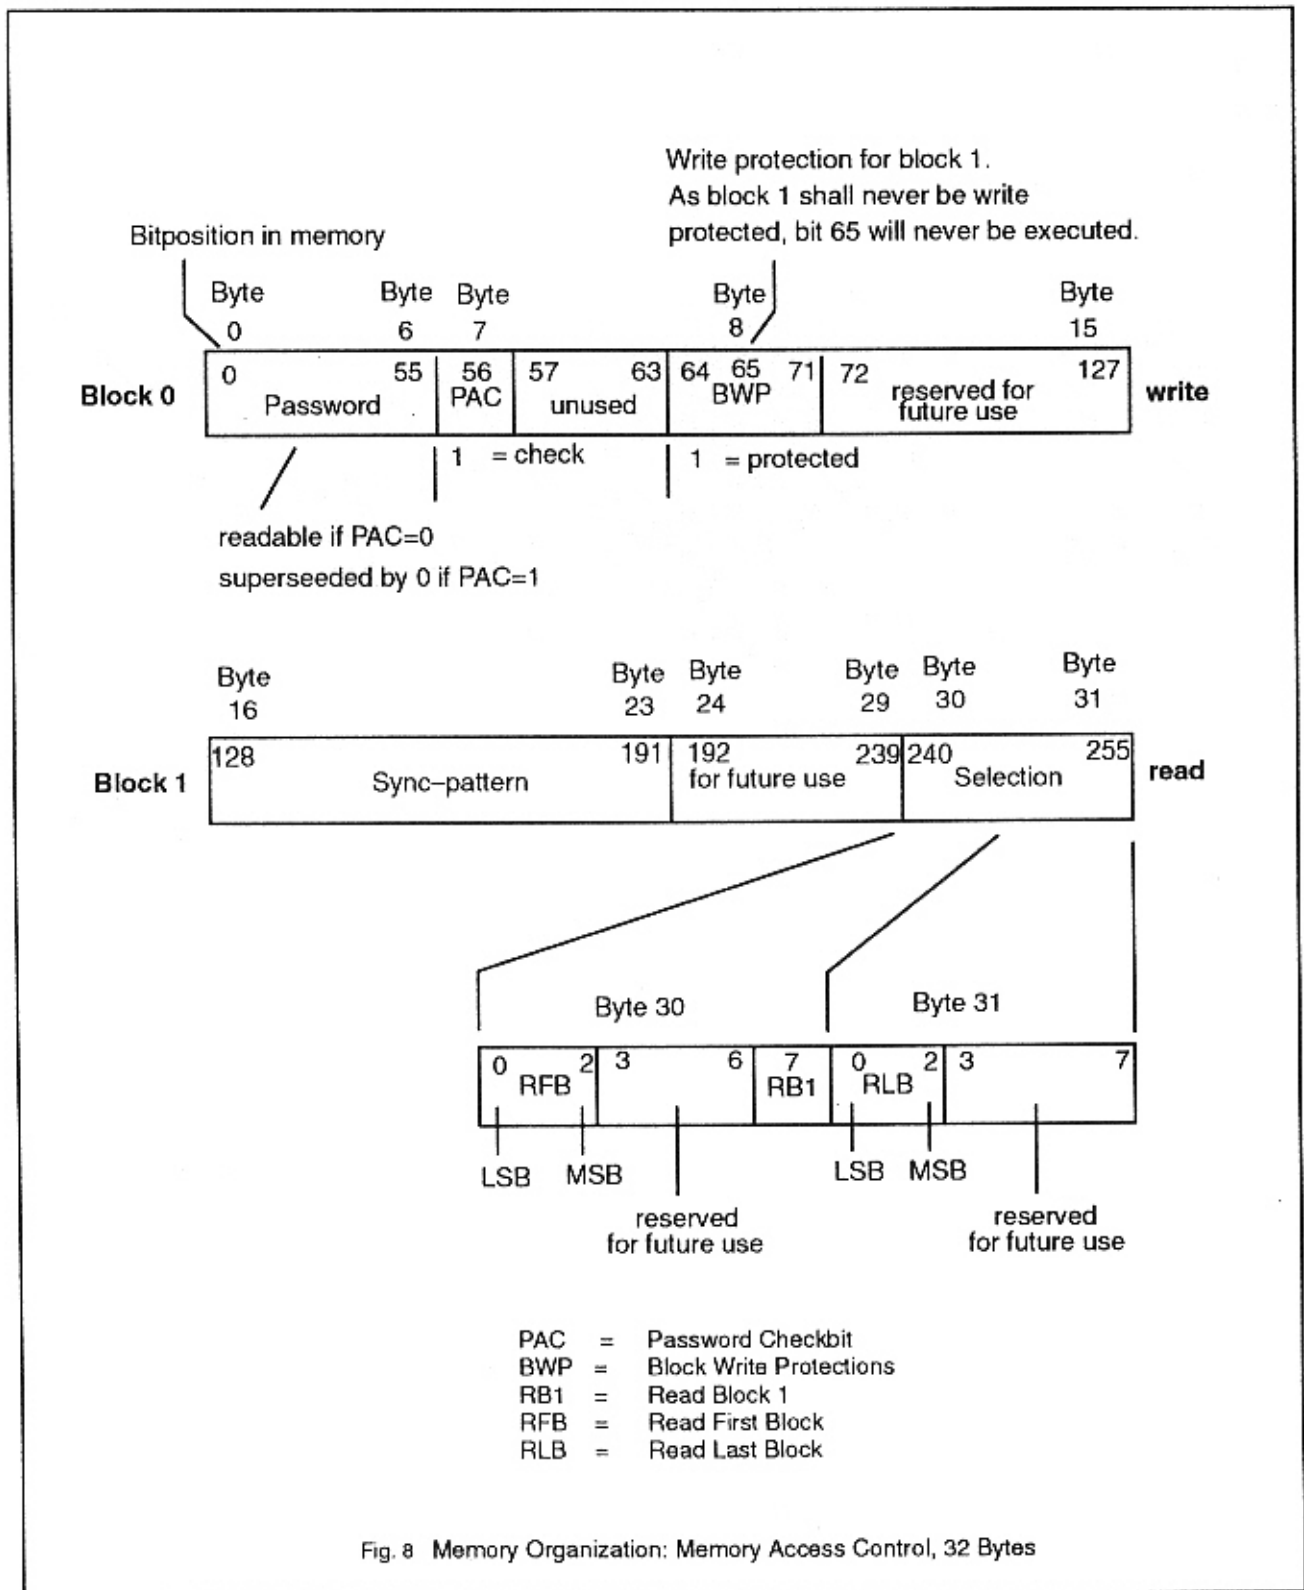 Write protection for block 1.
As block 1 shall never be write
protected, bit 65 will never be executed.
Bitposition in memory
Byte Byte Byte Byte Byte
0 6 7 8 15
Block 0
0 55 56 57 63 64 65 71 72 127
Password PAC unused BWP reserved for
future use
write
1 = check 1 = protected
readable if PAC=0
superseeded by 0 if PAC=1
Byte Byte Byte Byte Byte Byte
16 23 24 29 30 31
Block 1
128 191 192 239 240 255
Sync–pattern for future use Selection
read
Byte 30 Byte 31
0 2 3 6 7 0 2 3 7
RFB RB1 RLB
LSB MSB LSB MSB
reserved reserved
for future use for future use
PAC = Password Checkbit
BWP = Block Write Protections
RB1 = Read Block 1
RFB = Read First Block
RLB = Read Last Block
Fig. 8 Memory Organization: Memory Access Control, 32 Bytes